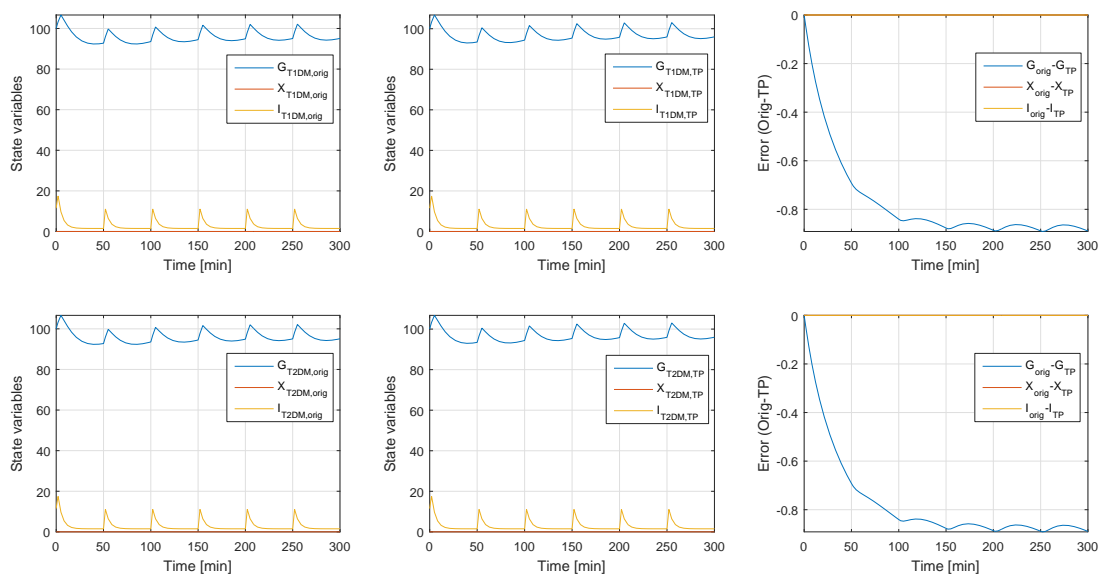 State variables
100
80
60
40
20
0
0 50 100 150 200 250 300
Time [min]
G_T1DM,orig
X_T1DM,orig
I_T1DM,orig
State variables
100
80
60
40
20
0
0 50 100 150 200 250 300
Time [min]
G_T1DM,TP
X_T1DM,TP
I_T1DM,TP
Error (Orig-TP)
0
-0.2
-0.4
-0.6
-0.8
0 50 100 150 200 250 300
Time [min]
G_orig-G_TP
X_orig-X_TP
I_orig-I_TP
State variables
100
80
60
40
20
0
0 50 100 150 200 250 300
Time [min]
G_T2DM,orig
X_T2DM,orig
I_T2DM,orig
State variables
100
80
60
40
20
0
0 50 100 150 200 250 300
Time [min]
G_T2DM,TP
X_T2DM,TP
I_T2DM,TP
Error (Orig-TP)
0
-0.2
-0.4
-0.6
-0.8
0 50 100 150 200 250 300
Time [min]
G_orig-G_TP
X_orig-X_TP
I_orig-I_TP